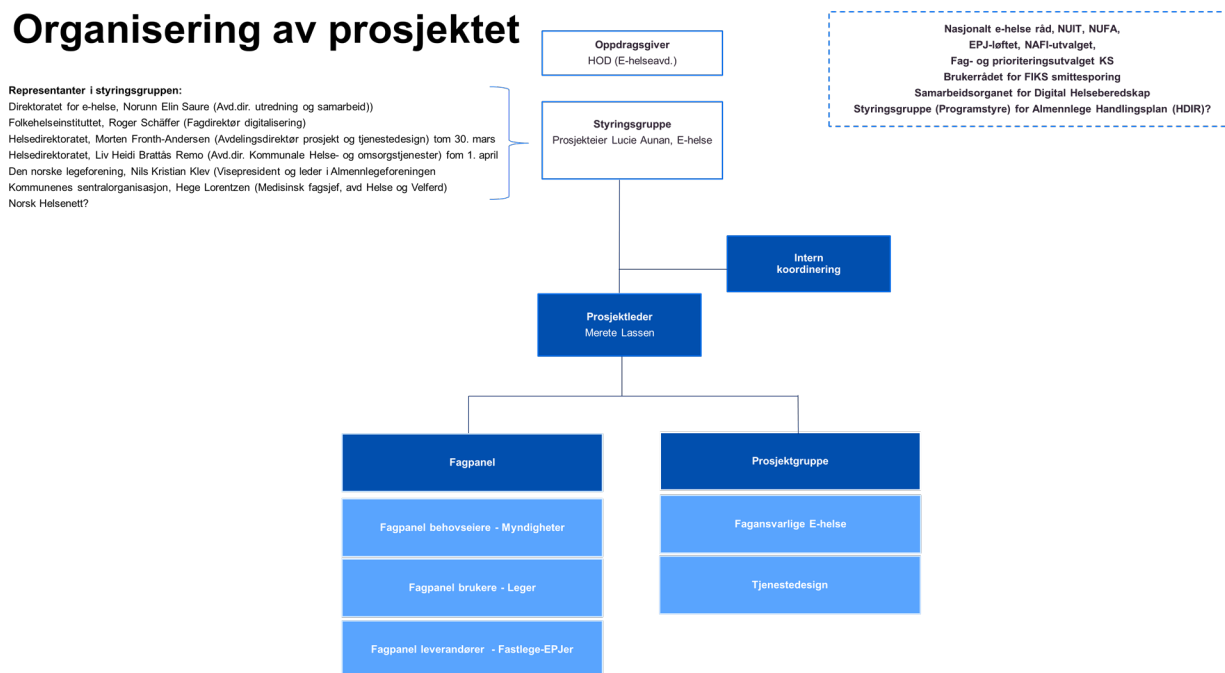 Organisering av prosjektet
Representanter i styringsgruppen:
Direktoratet for e-helse, Norunn Elin Saure (Avd.dir. utredning og samarbeid))
Folkehelseinstituttet, Roger Schäffer (Fagdirektør digitalisering)
Helsedirektoratet, Morten Fronth-Andersen (Avdelingsdirektør prosjekt og tjenestedesign) tom 30. mars
Helsedirektoratet, Liv Heidi Brattås Remo (Avd.dir. Kommunale Helse- og omsorgstjenester) fom 1. april
Den norske legeforening, Nils Kristian Klev (Visepresident og leder i Almennlegeforeningen
Kommunenes sentralorganisasjon, Hege Lorentzen (Medisinsk fagsjef, avd Helse og Velferd)
Norsk Helsenett?
Oppdragsgiver
HOD (E-helseavd.)
Styringsgruppe
Prosjekteier Lucie Aunan, E-helse
Nasjonalt e-helse råd, NUIT, NUFA,
EPJ-løftet, NAFI-utvalget,
Fag- og prioriteringsutvalget KS
Brukerrådet for FIKS smittesporing
Samarbeidsorganet for Digital Helseberedskap
Styringsgruppe (Programstyre) for Almennlege Handlingsplan (HDIR)?
Intern
koordinering
Prosjektleder
Merete Lassen
Fagpanel
Fagpanel behovseiere - Myndigheter
Fagpanel brukere - Leger
Fagpanel leverandører - Fastlege-EPJer
Prosjektgruppe
Fagansvarlige E-helse
Tjenestedesign